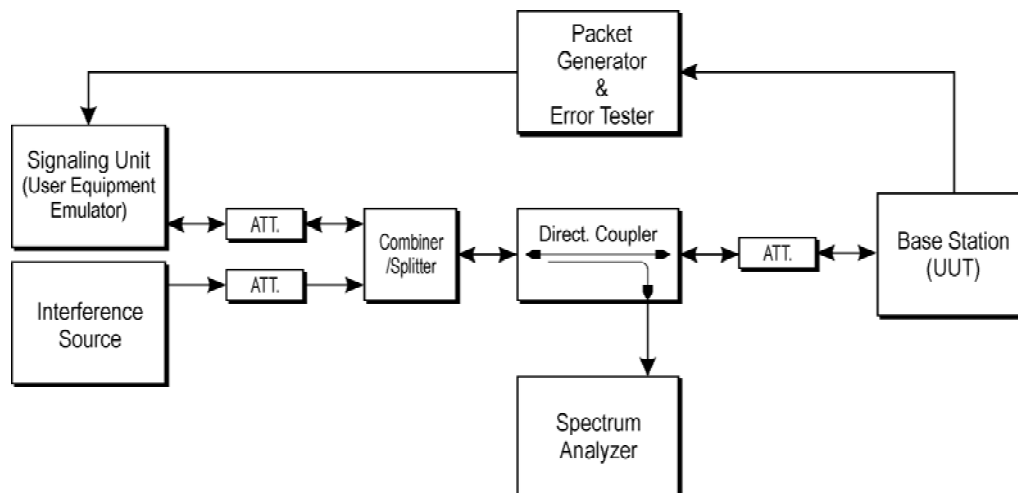 Packet
Generator
&
Error Tester
Signaling Unit
(User Equipment
Emulator)
ATT.
Combiner
/Splitter
Direct. Coupler
ATT.
Base Station
(UUT)
ATT.
Interference
Source
Spectrum
Analyzer